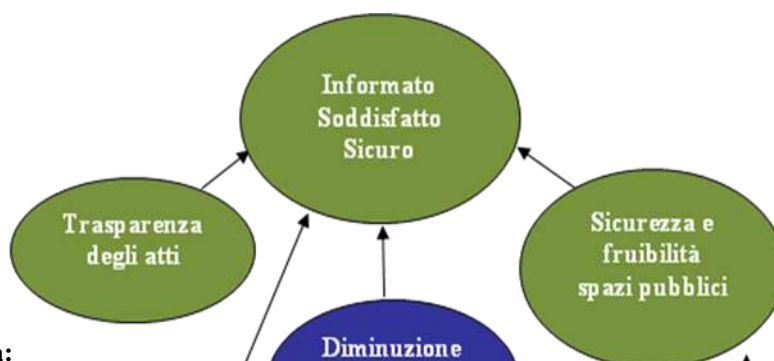 Informato
Soddisfatto
Sicuro
Trasparenza
degli atti
Sicurezza e
fruibilità
spazi pubblici
Diminuzione